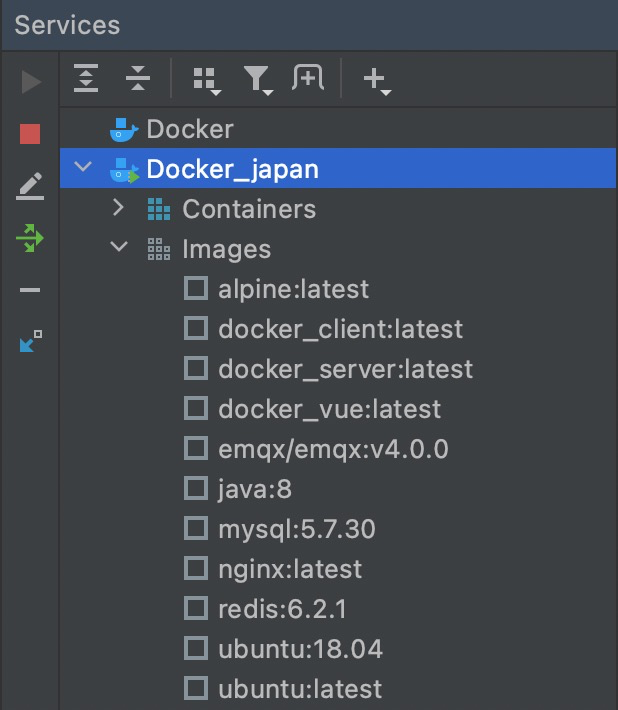 Services
Docker
Docker_japan
Containers
Images
alpine:latest
docker_client:latest
docker_server:latest
docker_vue:latest
emqx/emqx:v4.0.0
java:8
mysql:5.7.30
nginx:latest
redis:6.2.1
ubuntu:18.04
ubuntu:latest